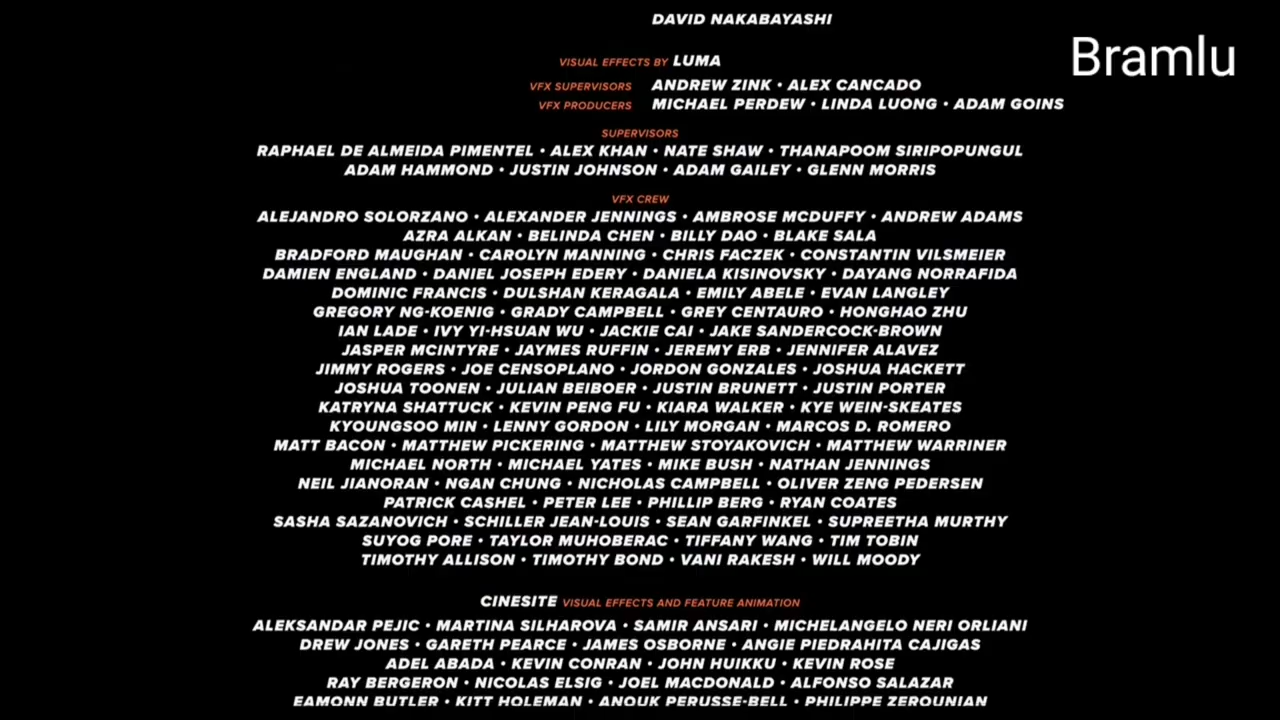 DAVID NAKABAYASHI
Bramlu
VISUAL EFFECTS BY LUMA
VFX SUPERVISORS ANDREW ZINK • ALEX CANCADO
VFX PRODUCERS MICHAEL PERDEW • LINDA LUONG • ADAM GOINS
SUPERVISORS
RAPHAEL DE ALMEIDA PIMENTEL • ALEX KHAN • NATE SHAW • THANAPOOM SIRIPOPUNGUL
ADAM HAMMOND • JUSTIN JOHNSON • ADAM GAILEY • GLENN MORRIS
VFX CREW
ALEJANDRO SOLORZANO • ALEXANDER JENNINGS • AMBROSE MCDUFFY • ANDREW ADAMS
AZRA ALKAN • BELINDA CHEN • BILLY DAO • BLAKE SALA
BRADFORD MAUGHAN • CAROLYN MANNING • CHRIS FACZEK • CONSTANTIN VILSMEIER
DAMIEN ENGLAND • DANIEL JOSEPH EDERY • DANIELA KISINOVSKY • DAYANG NORRAFIDA
DOMINIC FRANCIS • DULSHAN KERAGALA • EMILY ABELE • EVAN LANGLEY
GREGORY NG-KOENIG • GRADY CAMPBELL • GREY CENTAURO • HONGHAO ZHU
IAN LADE • IVY YI-HSUAN WU • JACKIE CAI • JAKE SANDERCOCK-BROWN
JASPER MCINTYRE • JAYMES RUFFIN • JEREMY ERB • JENNIFER ALAVEZ
JIMMY ROGERS • JOE CENSOPLANO • JORDON GONZALES • JOSHUA HACKETT
JOSHUA TOONEN • JULIAN BEIBOER • JUSTIN BRUNETT • JUSTIN PORTER
KATRYNA SHATTUCK • KEVIN PENG FU • KIARA WALKER • KYE WEIN-SKEATES
KYOUNGSOO MIN • LENNY GORDON • LILY MORGAN • MARCOS D. ROMERO
MATT BACON • MATTHEW PICKERING • MATTHEW STOYAKOVICH • MATTHEW WARRINER
MICHAEL NORTH • MICHAEL YATES • MIKE BUSH • NATHAN JENNINGS
NEIL JIANORAN • NGAN CHUNG • NICHOLAS CAMPBELL • OLIVER ZENG PEDERSEN
PATRICK CASHEL • PETER LEE • PHILLIP BERG • RYAN COATES
SASHA SAZANOVICH • SCHILLER JEAN-LOUIS • SEAN GARFINKEL • SUPREETHA MURTHY
SUYOG PORE • TAYLOR MUHOBERAC • TIFFANY WANG • TIM TOBIN
TIMOTHY ALLISON • TIMOTHY BOND • VANI RAKESH • WILL MOODY
CINESITE VISUAL EFFECTS AND FEATURE ANIMATION
ALEKSANDAR PEJIC • MARTINA SILHAROVA • SAMIR ANSARI • MICHELANGELO NERI ORLIANI
DREW JONES • GARETH PEARCE • JAMES OSBORNE • ANGIE PIEDRAHITA CAJIGAS
ADEL ABADA • KEVIN CONRAN • JOHN HUIKKU • KEVIN ROSE
RAY BERGERON • NICOLAS ELSIG • JOEL MACDONALD • ALFONSO SALAZAR
EAMONN BUTLER • KITT HOLEMAN • ANOUK PERUSSE-BELL • PHILIPPE ZEROUNIAN